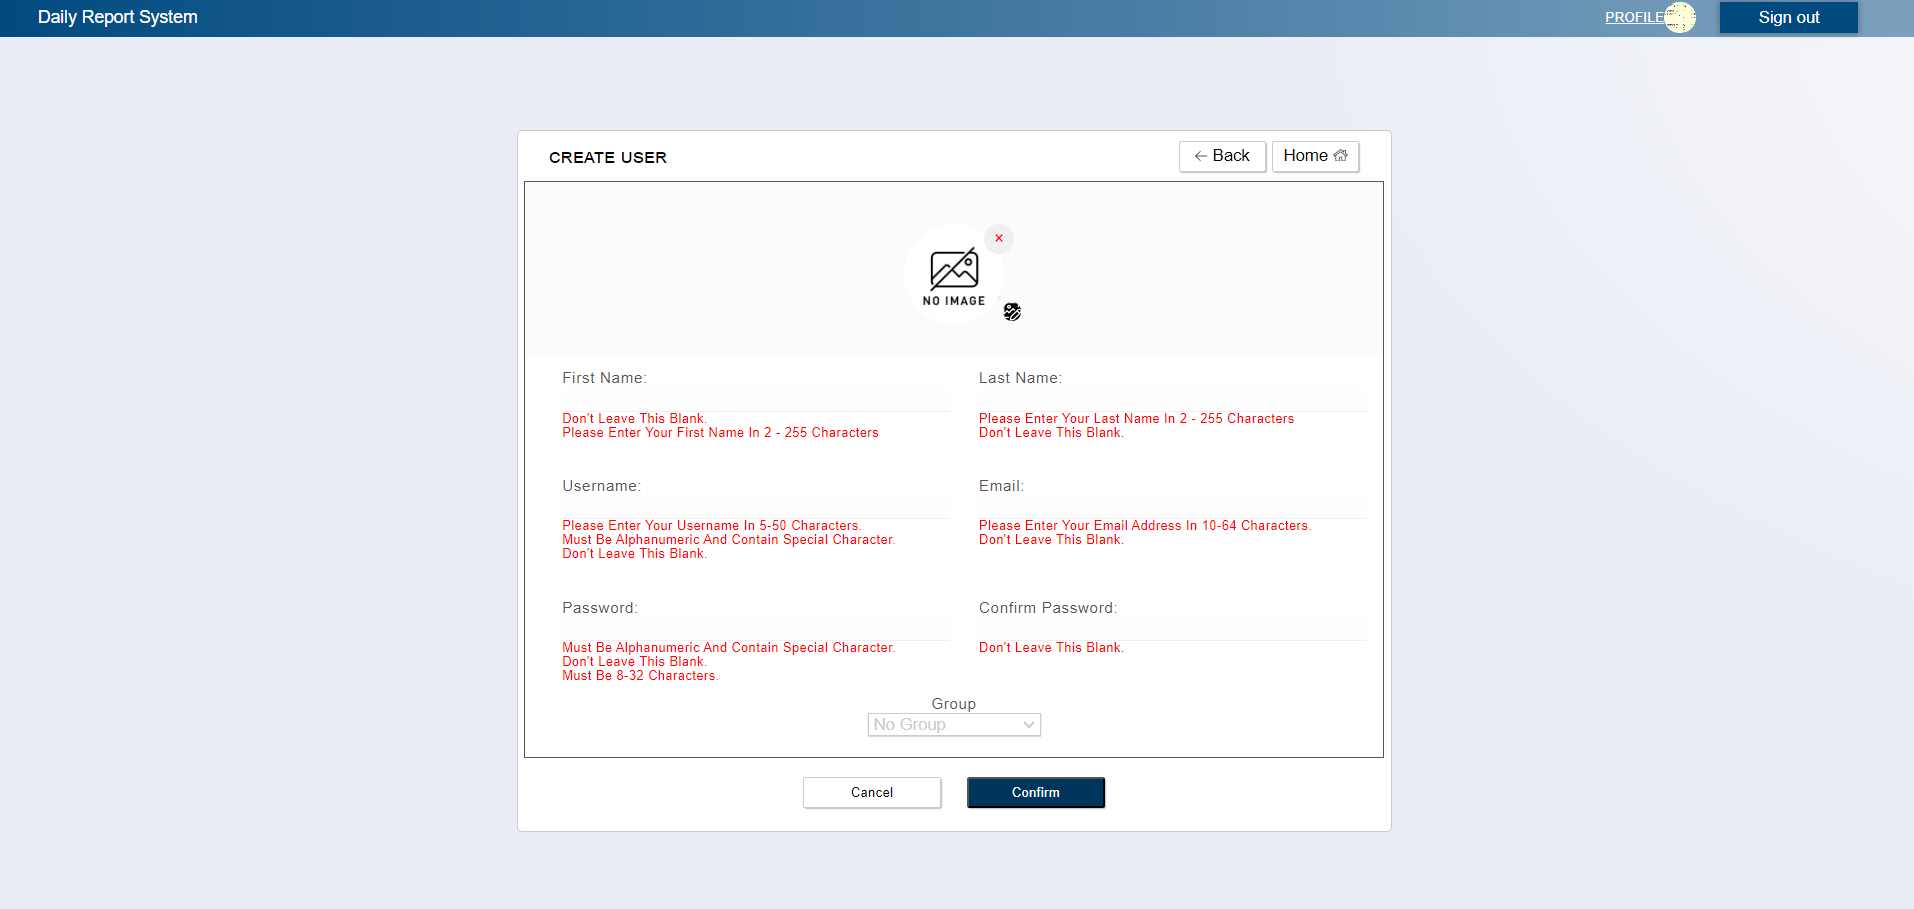 Daily Report System
PROFILE
Sign out
CREATE USER
Back
Home
NO IMAGE
First Name:
Don't Leave This Blank.
Please Enter Your First Name In 2 - 255 Characters
Last Name:
Please Enter Your Last Name In 2 - 255 Characters
Don't Leave This Blank.
Username:
Please Enter Your Username In 5-50 Characters.
Must Be Alphanumeric And Contain Special Character.
Don't Leave This Blank.
Email:
Please Enter Your Email Address In 10-64 Characters.
Don't Leave This Blank.
Password:
Must Be Alphanumeric And Contain Special Character.
Don't Leave This Blank.
Must Be 8-32 Characters.
Confirm Password:
Don't Leave This Blank.
Group
No Group
Cancel
Confirm